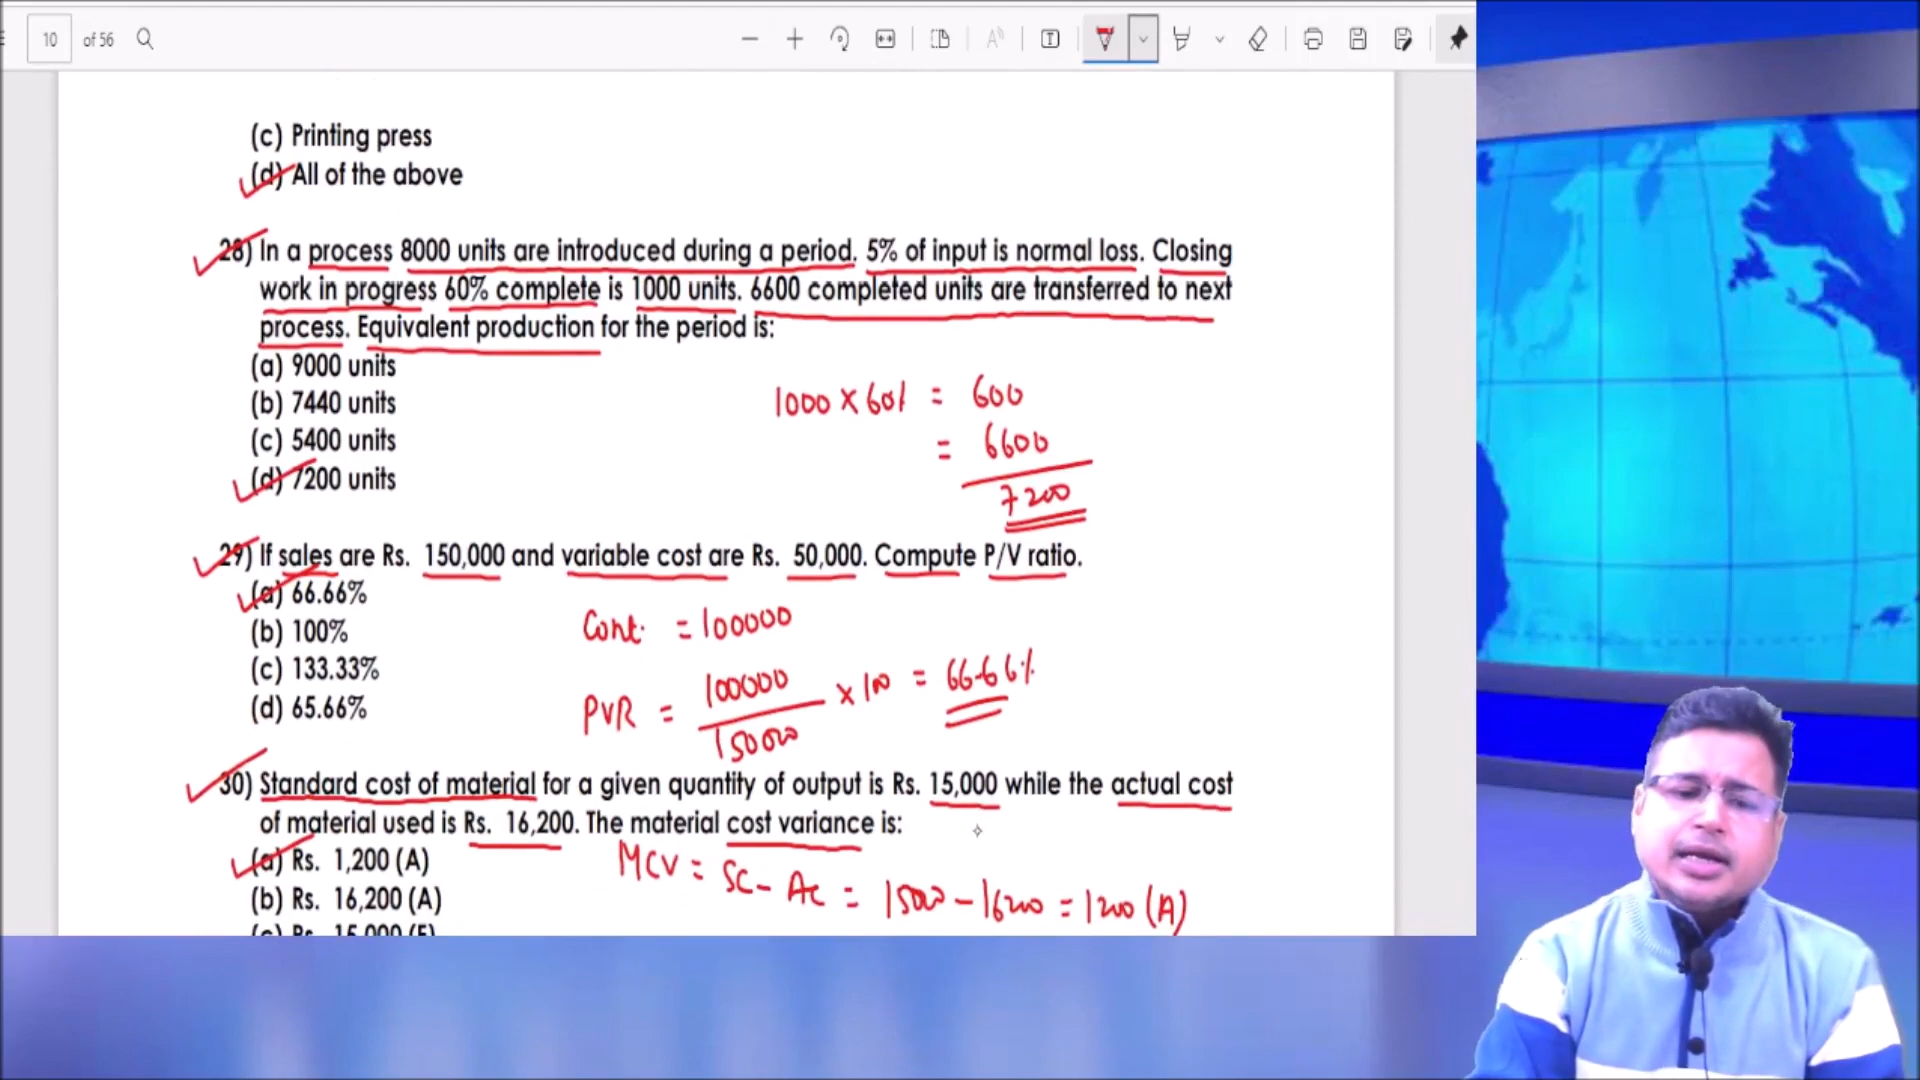 10 of 56
(c) Printing press
(d) All of the above
28) In a process 8000 units are introduced during a period. 5% of input is normal loss. Closing
work in progress 60% complete is 1000 units. 6600 completed units are transferred to next
process. Equivalent production for the period is:
(a) 9000 units
(b) 7440 units
(c) 5400 units
(d) 7200 units
1000 x 60% = 600
= 6600
7200
29) If sales are Rs. 150,000 and variable cost are Rs. 50,000. Compute P/V ratio.
(a) 66.66%
(b) 100%
(c) 133.33%
(d) 65.66%
Cont. = 100000
PVR = 100000 / 150000 x 100 = 66.66%
30) Standard cost of material for a given quantity of output is Rs. 15,000 while the actual cost
of material used is Rs. 16,200. The material cost variance is:
(a) Rs. 1,200 (A)
(b) Rs. 16,200 (A)
(c) Rs. 15,000 (F)
MCV = SC - AC = 15000 - 16200 = 1200 (A)